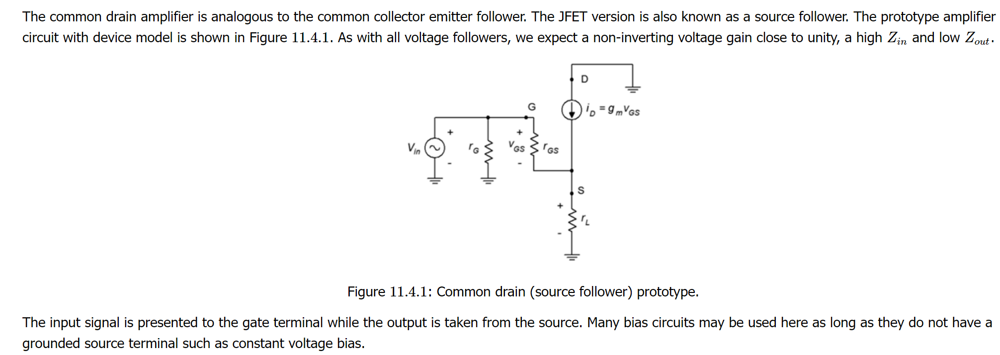 The common drain amplifier is analogous to the common collector emitter follower. The JFET version is also known as a source follower. The prototype amplifier
circuit with device model is shown in Figure 11.4.1. As with all voltage followers, we expect a non-inverting voltage gain close to unity, a high Z_in and low Z_out.
D
G
i_D = g_m v_GS
+
+
V_in
r_G
v_GS
r_GS
-
-
S
+
r_L
-
Figure 11.4.1: Common drain (source follower) prototype.
The input signal is presented to the gate terminal while the output is taken from the source. Many bias circuits may be used here as long as they do not have a
grounded source terminal such as constant voltage bias.